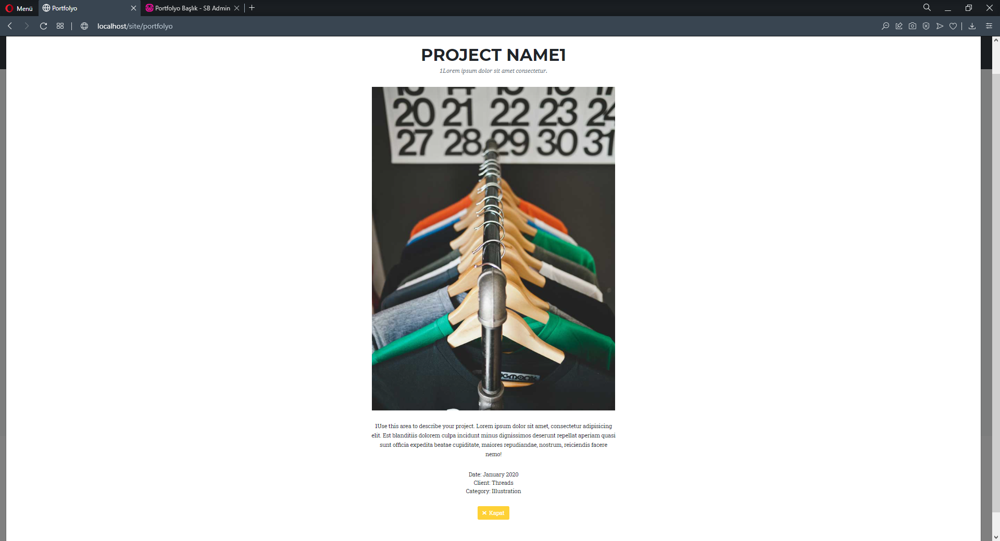 Menü
Portfolyo
Portfolyo Başlık - SB Admin
localhost/site/portfolyo
PROJECT NAME1
1Lorem ipsum dolor sit amet consectetur.
20 21 22 23 24
27 28 29 30 31
1Use this area to describe your project. Lorem ipsum dolor sit amet, consectetur adipisicing
elit. Est blanditiis dolorem culpa incidunt minus dignissimos deserunt repellat aperiam quasi
sunt officia expedita beatae cupiditate, maiores repudiandae, nostrum, reiciendis facere
nemo!
Date: January 2020
Client: Threads
Category: Illustration
Kapat